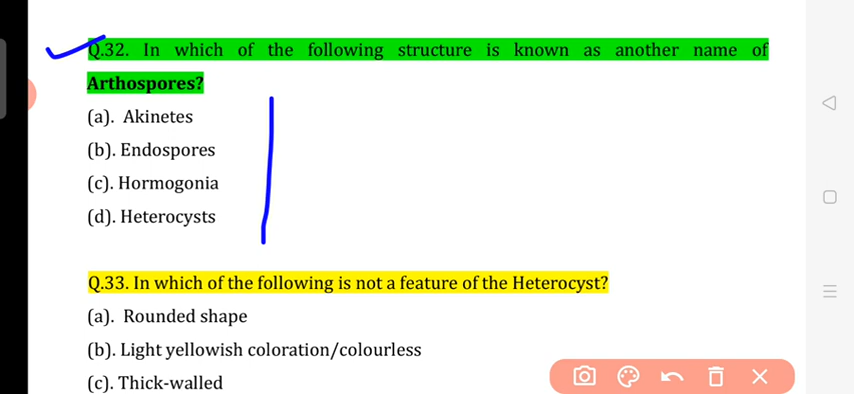 Q.32. In which of the following structure is known as another name of
Arthospores?
(a). Akinetes
(b). Endospores
(c). Hormogonia
(d). Heterocysts
Q.33. In which of the following is not a feature of the Heterocyst?
(a). Rounded shape
(b). Light yellowish coloration/colourless
(c). Thick-walled